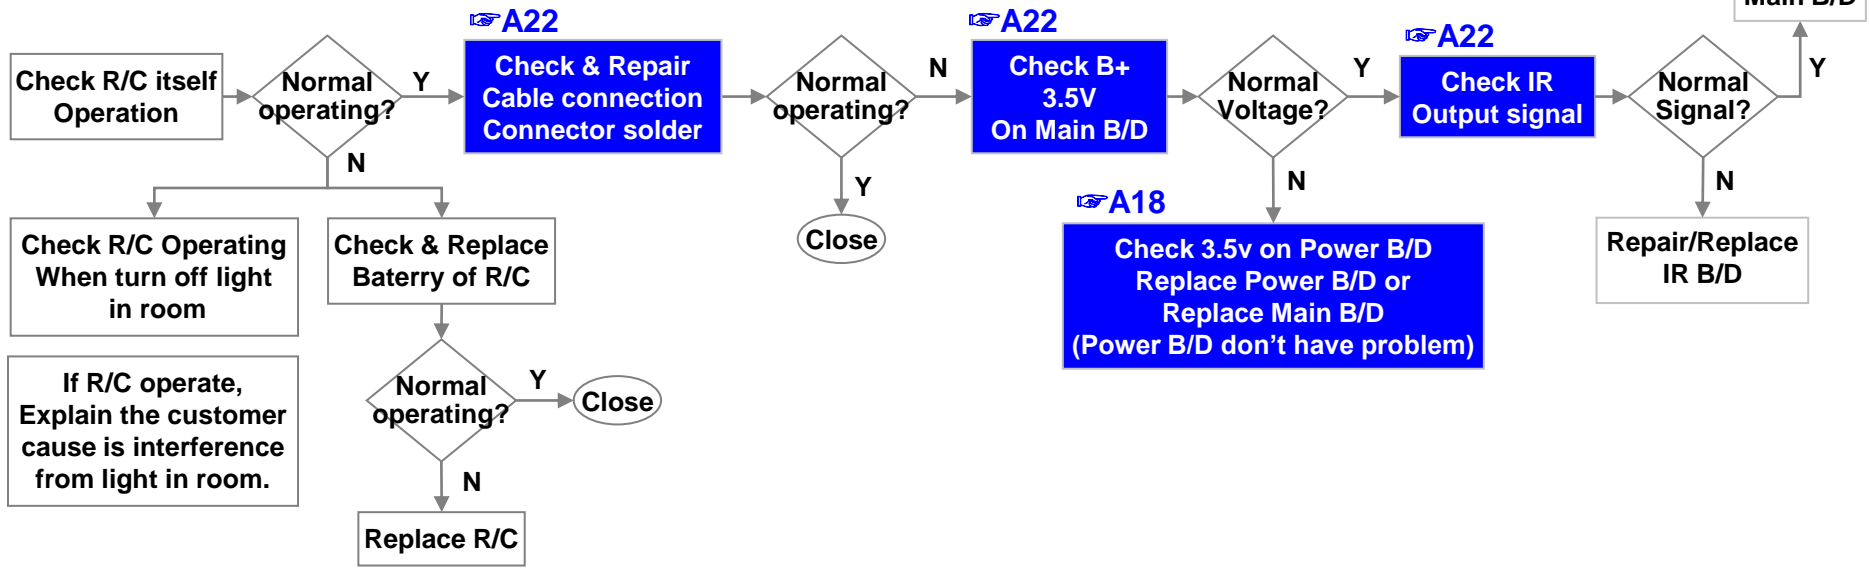 Main B/D
☞A22
☞A22
☞A22
Check R/C itself
Operation
Normal
operating?
Y
N
Check & Repair
Cable connection
Connector solder
Normal
operating?
N
Y
Close
Check B+
3.5V
On Main B/D
Normal
Voltage?
Y
N
Check IR
Output signal
Normal
Signal?
Y
N
☞A18
Check R/C Operating
When turn off light
in room
Check & Replace
Baterry of R/C
Check 3.5v on Power B/D
Replace Power B/D or
Replace Main B/D
(Power B/D don't have problem)
Repair/Replace
IR B/D
If R/C operate,
Explain the customer
cause is interference
from light in room.
Normal
operating?
Y
Close
N
Replace R/C